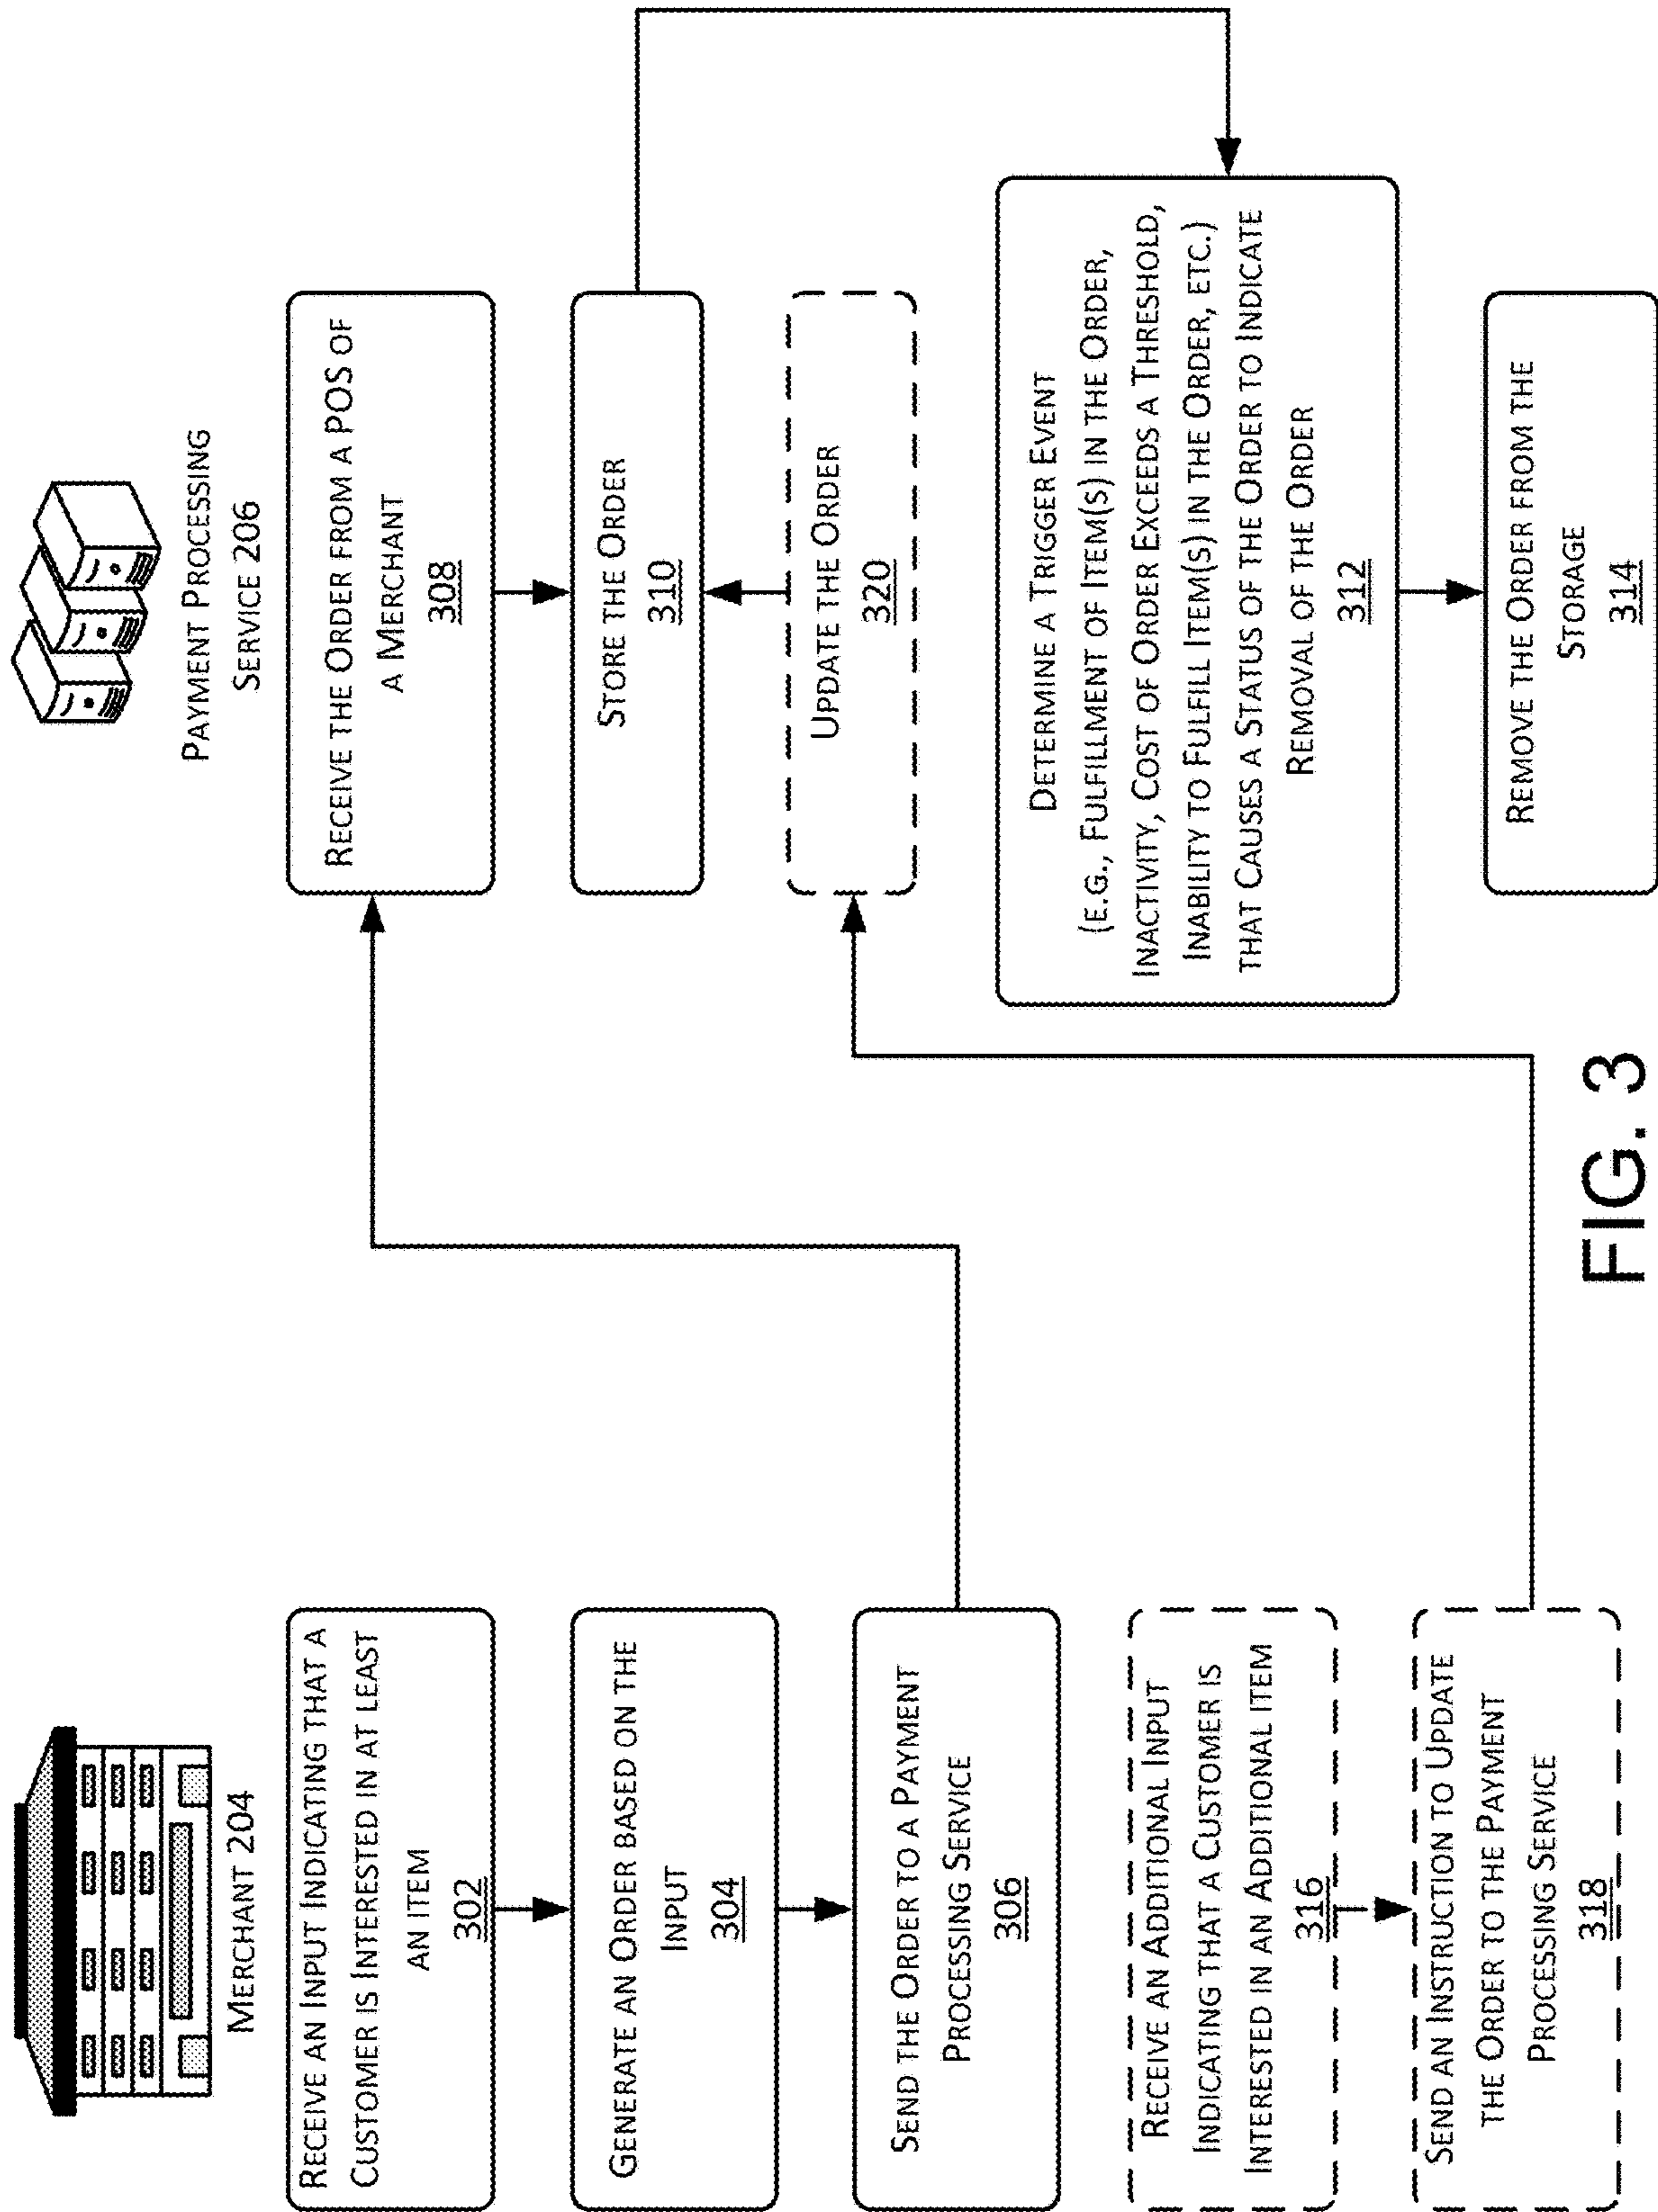 MERCHANT 204
RECEIVE AN INPUT INDICATING THAT A
CUSTOMER IS INTERESTED IN AT LEAST
AN ITEM
302
GENERATE AN ORDER BASED ON THE
INPUT
304
SEND THE ORDER TO A PAYMENT
PROCESSING SERVICE
306
RECEIVE AN ADDITIONAL INPUT
INDICATING THAT A CUSTOMER IS
INTERESTED IN AN ADDITIONAL ITEM
316
SEND AN INSTRUCTION TO UPDATE
THE ORDER TO THE PAYMENT
PROCESSING SERVICE
318
PAYMENT PROCESSING
SERVICE 206
RECEIVE THE ORDER FROM A POS OF
A MERCHANT
308
STORE THE ORDER
310
UPDATE THE ORDER
320
DETERMINE A TRIGGER EVENT
(E.G., FULFILLMENT OF ITEM(S) IN THE ORDER,
INACTIVITY, COST OF ORDER EXCEEDS A THRESHOLD,
INABILITY TO FULFILL ITEM(S) IN THE ORDER, ETC.)
THAT CAUSES A STATUS OF THE ORDER TO INDICATE
REMOVAL OF THE ORDER
312
REMOVE THE ORDER FROM THE
STORAGE
314
FIG. 3